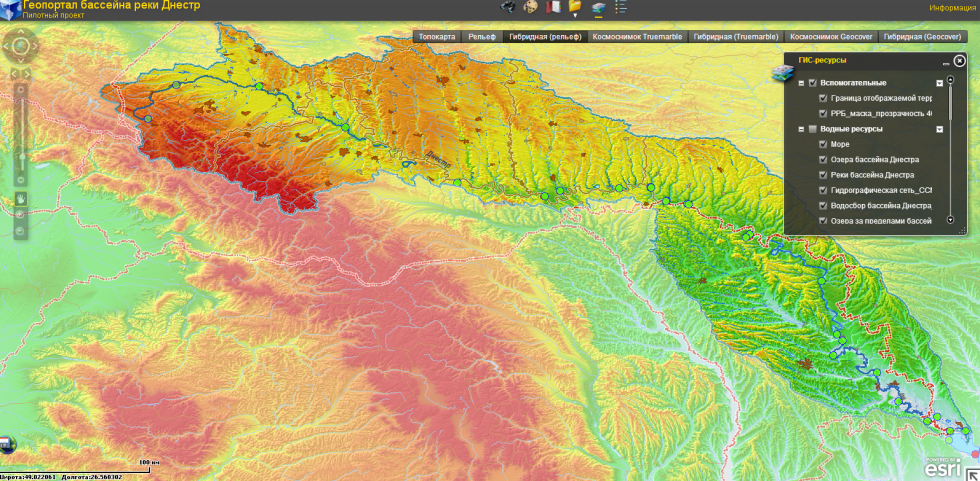 Геопортал бассейна реки Днестр
Информация
Пилотный проект
Топокарта Рельеф Гибридная (рельеф) Космоснимок Truemarble Гибридная (Truemarble) Космоснимок Geocover Гибридная (Geocover)
ГИС-ресурсы
Вспомогательные
Граница отображаемой терр
РРБ_маска_прозрачность 4
Водные ресурсы
Море
Озера бассейна Днестра
Реки бассейна Днестра
Гидрографическая сеть_ССМ
Водосбор бассейна Днестра
Озера за пределами бассей
Днестр
100 км
Широта:49.022061 Долгота:26.560302
POWERED BY
esri